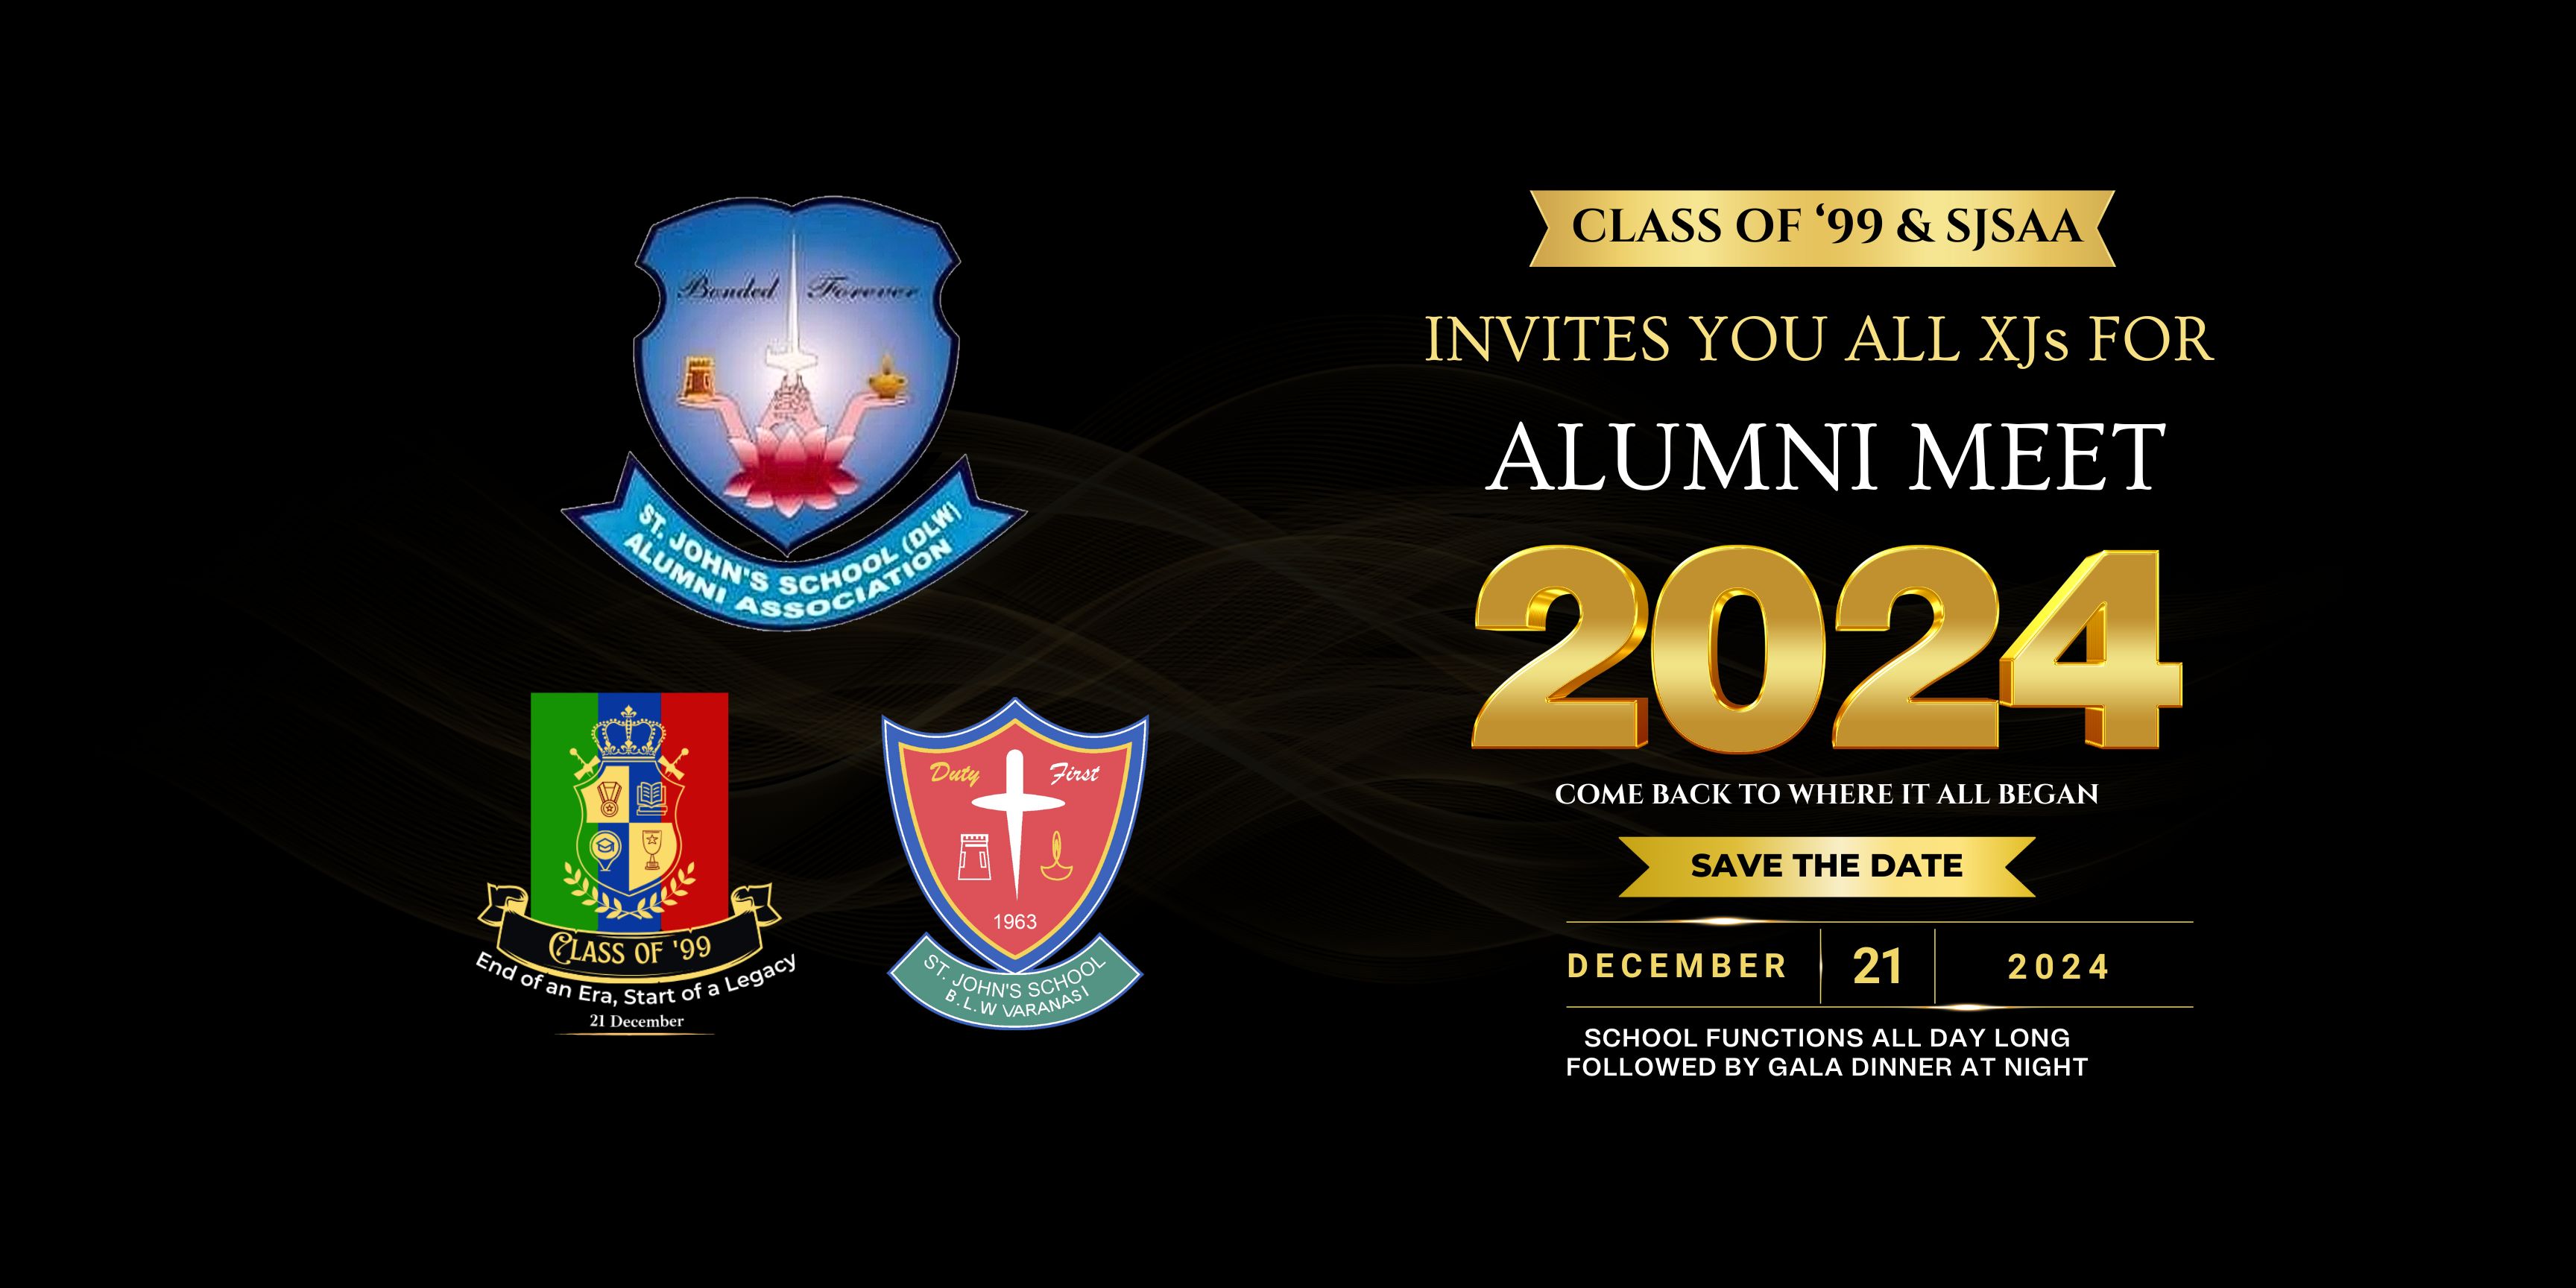 Bonded Forever
ST. JOHN'S SCHOOL (DLW)
ALUMNI ASSOCIATION
CLASS OF '99
End of an Era, Start of a Legacy
21 December
Duty First
1963
ST. JOHN'S SCHOOL
B.L.W VARANASI
CLASS OF ‘99 & SJSAA
INVITES YOU ALL XJs FOR
ALUMNI MEET
2024
COME BACK TO WHERE IT ALL BEGAN
SAVE THE DATE
DECEMBER 21 2024
SCHOOL FUNCTIONS ALL DAY LONG
FOLLOWED BY GALA DINNER AT NIGHT